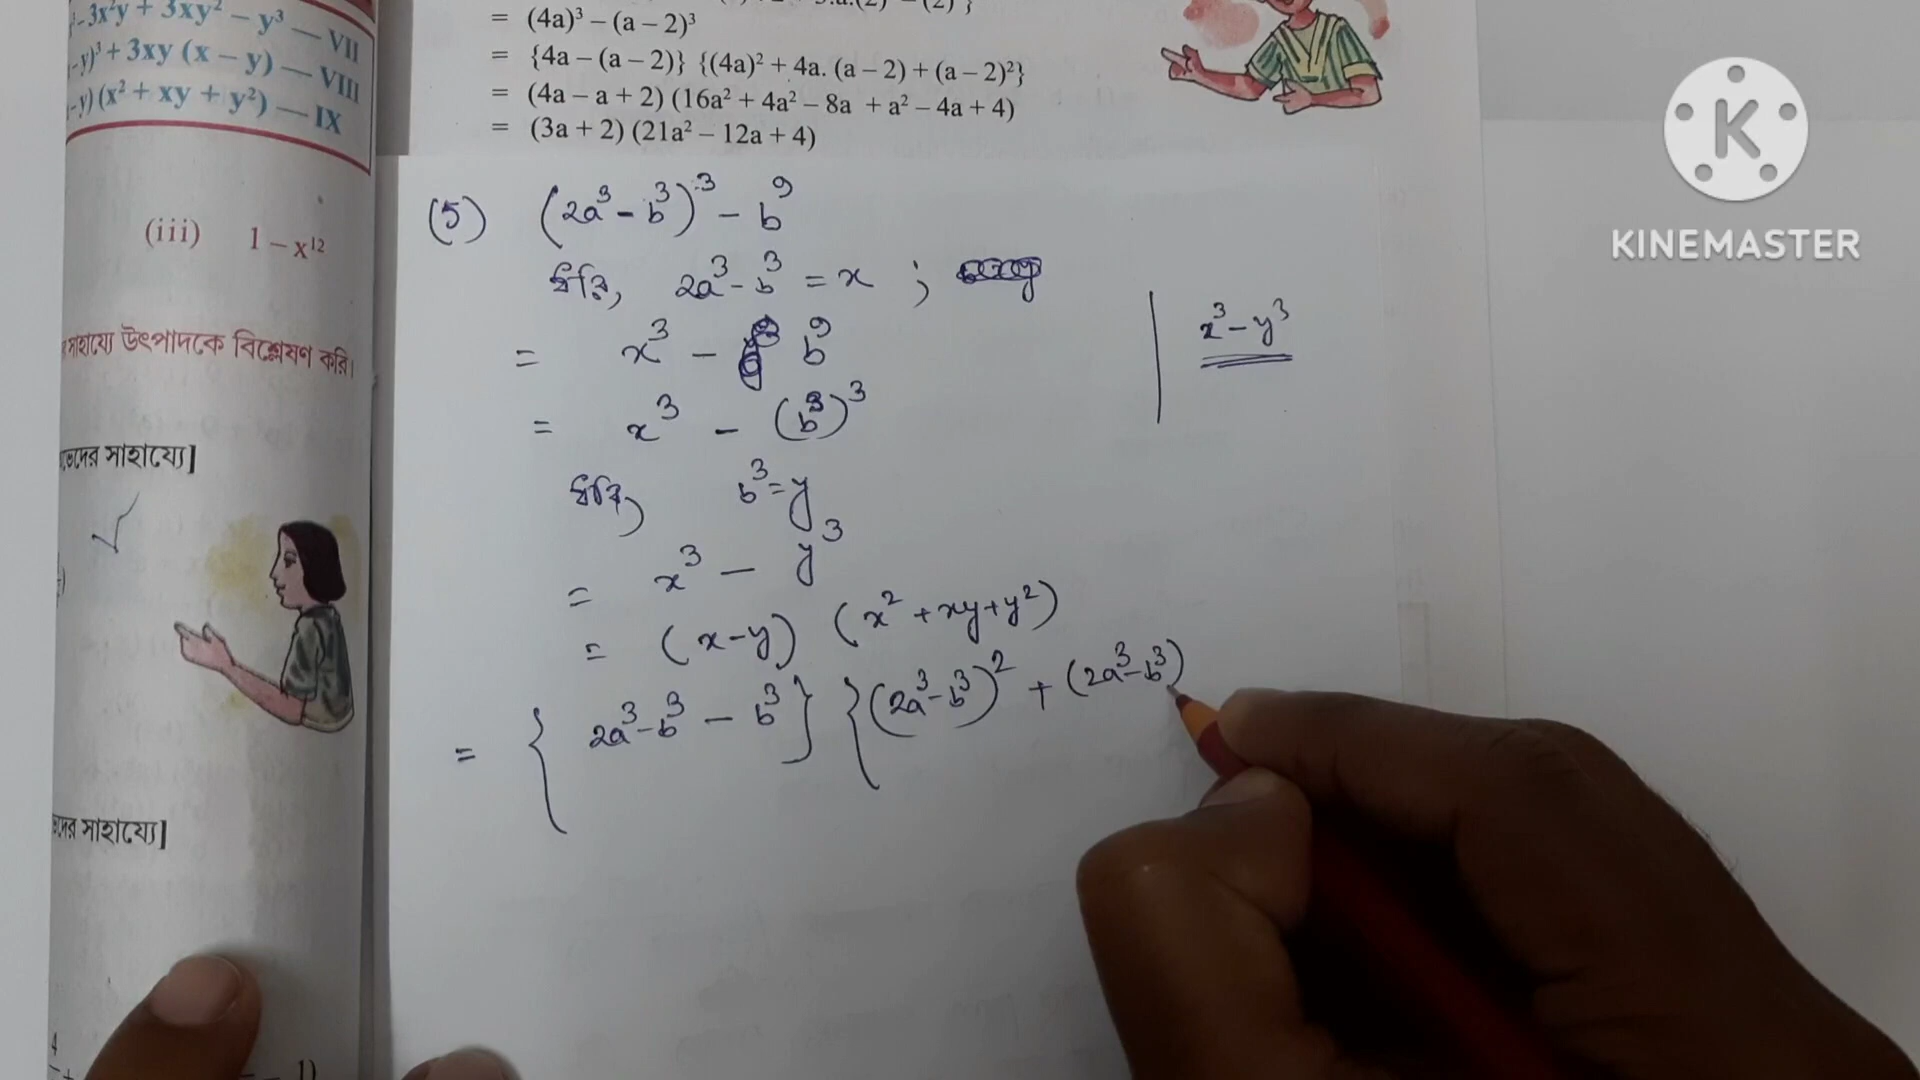 -3x²y + 3xy² – y³ — VII
-y)³ + 3xy (x – y) — VIII
-y) (x² + xy + y²) — IX
(iii) 1 – x¹²
সাহায্যে উৎপাদকে বিশ্লেষণ করি।
ভেদের সাহায্যে]
ভেদের সাহায্যে]
= (4a)³ – (a – 2)³
= {4a – (a – 2)} {(4a)² + 4a. (a – 2) + (a – 2)²}
= (4a – a + 2) (16a² + 4a² – 8a + a² – 4a + 4)
= (3a + 2) (21a² – 12a + 4)
(5) (2a³ - b³)³ - b⁹
ধরি, 2a³ - b³ = x ;
= x³ - b⁹
x³ - y³
= x³ - (b³)³
ধরি, b³ = y
= x³ - y³
= (x-y) (x² + xy + y²)
= { 2a³ - b³ - b³ } { (2a³ - b³)² + (2a³ - b³)
K
KINEMASTER